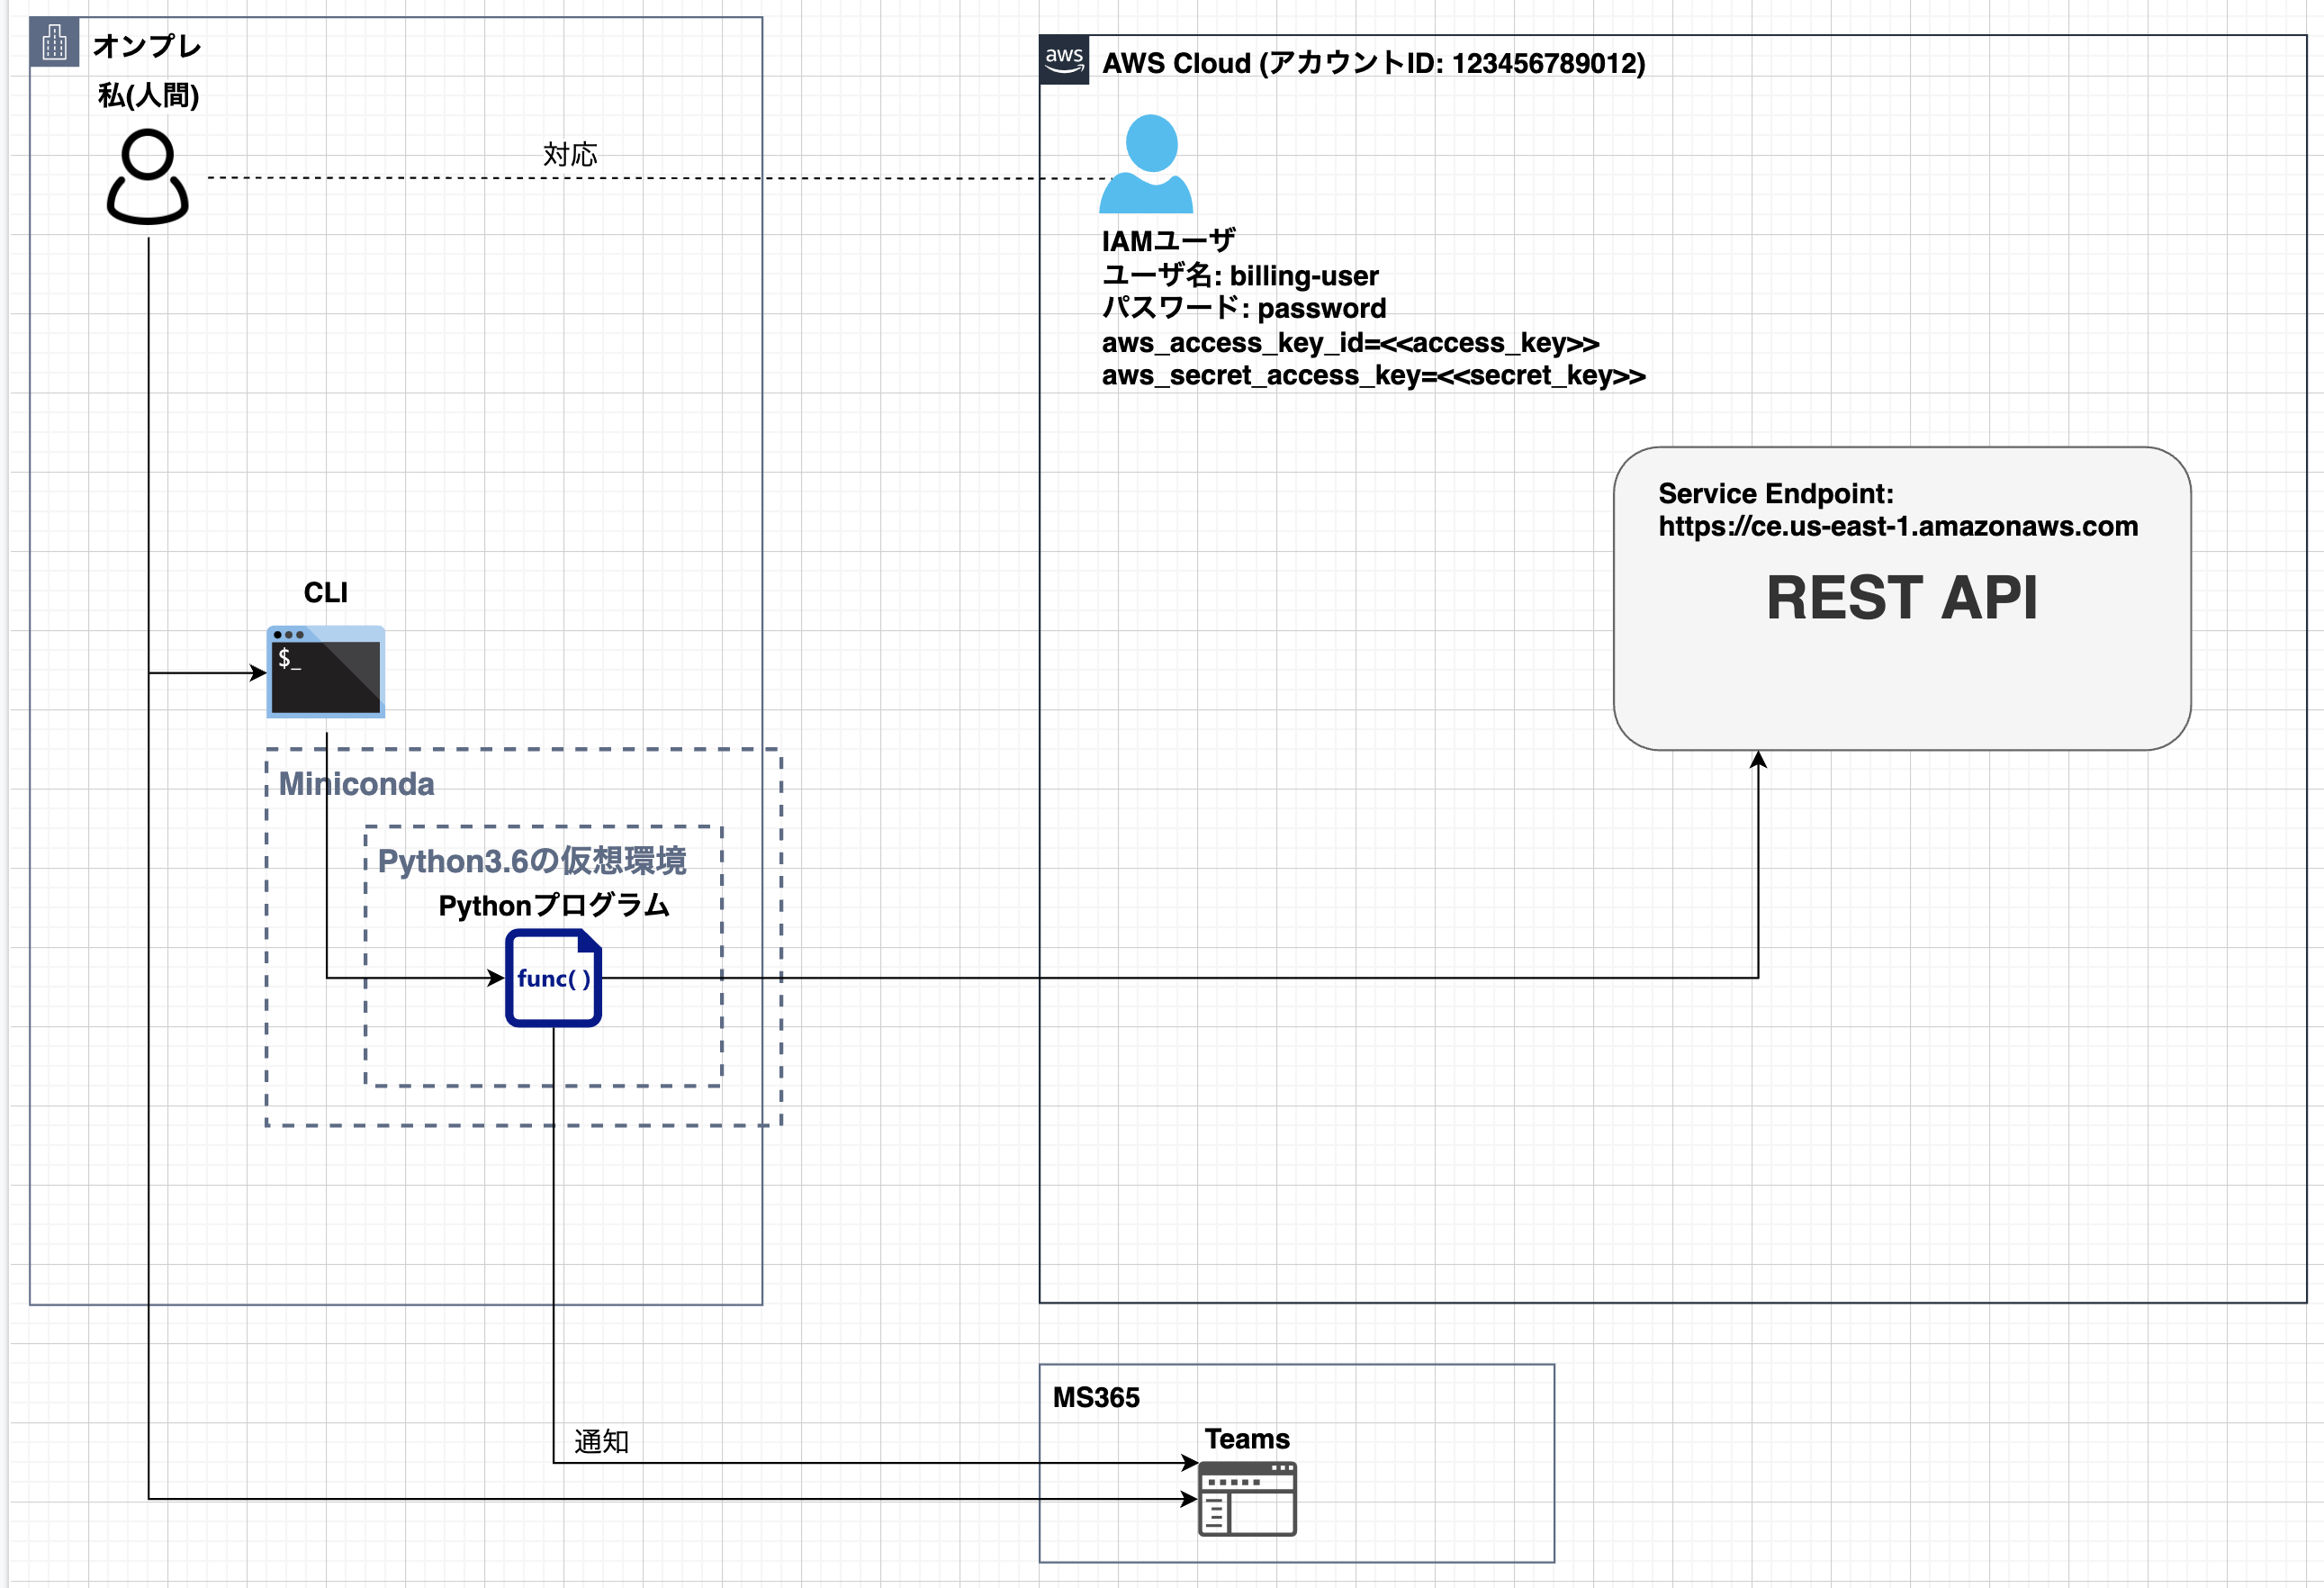 オンプレ
私(人間)
対応
aws
AWS Cloud (アカウントID: 123456789012)
IAMユーザ
ユーザ名: billing-user
パスワード: password
aws_access_key_id=<<access_key>>
aws_secret_access_key=<<secret_key>>
Service Endpoint:
https://ce.us-east-1.amazonaws.com
REST API
CLI
$_
Miniconda
Python3.6の仮想環境
Pythonプログラム
func( )
通知
MS365
Teams